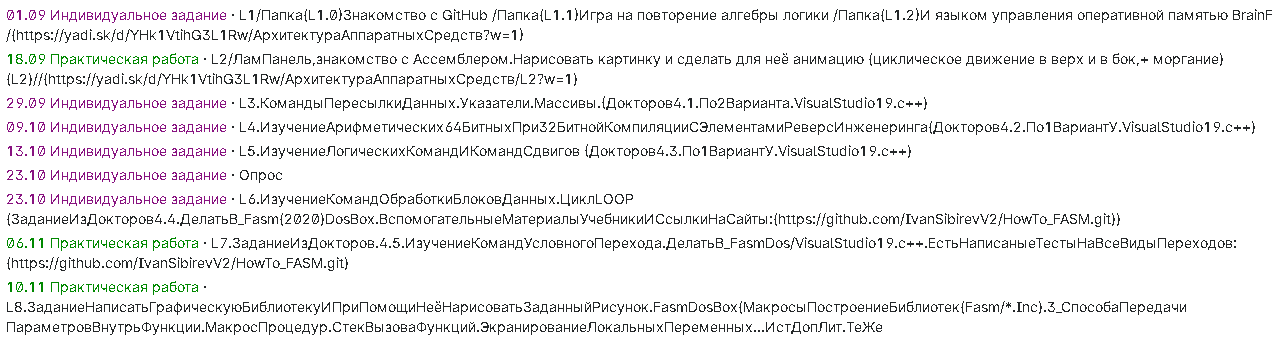 01.09 Индивидуальное задание · L1/Папка{L1.0}Знакомство с GitHub /Папка{L1.1}Игра на повторение алгебры логики /Папка{L1.2}И языком управления оперативной памятью BrainF
/{https://yadi.sk/d/YHk1VtihG3L1Rw/АрхитектураАппаратныхСредств?w=1}
18.09 Практическая работа · L2/ЛамПанель,знакомство с Ассемблером.Нарисовать картинку и сделать для неё анимацию {циклическое движение в верх и в бок,+ моргание}
{L2}//{https://yadi.sk/d/YHk1VtihG3L1Rw/АрхитектураАппаратныхСредств/L2?w=1}
29.09 Индивидуальное задание · L3.КомандыПересылкиДанных.Указатели.Массивы.{Докторов4.1.По2Варианта.VisualStudio19.c++}
09.10 Индивидуальное задание · L4.ИзучениеАрифметических64БитныхПри32БитнойКомпиляцииСЭлементамиРеверсИнженеринга{Докторов4.2.По1ВариантУ.VisualStudio19.c++}
13.10 Индивидуальное задание · L5.ИзучениеЛогическихКомандИКомандСдвигов {Докторов4.3.По1ВариантУ.VisualStudio19.c++}
23.10 Индивидуальное задание · Опрос
23.10 Индивидуальное задание · L6.ИзучениеКомандОбработкиБлоковДанных.ЦиклLOOP
{ЗаданиеИзДокторов4.4.ДелатьВ_Fasm{2020}DosBox.ВспомогательныеМатериалыУчебникиИСсылкиНаСайты:{https://github.com/IvanSibirevV2/HowTo_FASM.git}}
06.11 Практическая работа · L7.ЗаданиеИзДокторов.4.5.ИзучениеКомандУсловногоПерехода.ДелатьВ_FasmDos/VisualStudio19.c++.ЕстьНаписаныеТестыНаВсеВидыПереходов:
{https://github.com/IvanSibirevV2/HowTo_FASM.git}
10.11 Практическая работа ·
L8.ЗаданиеНаписатьГрафическуюБиблиотекуИПриПомощиНеёНарисоватьЗаданныйРисунок.FasmDosBox{МакросыПостроениеБиблиотек{Fasm/*.Inc}.3_СпособаПередачи
ПараметровВнутрьФункции.МакросПроцедур.СтекВызоваФункций.ЭкранированиеЛокальныхПеременных...ИстДопЛит.ТеЖе